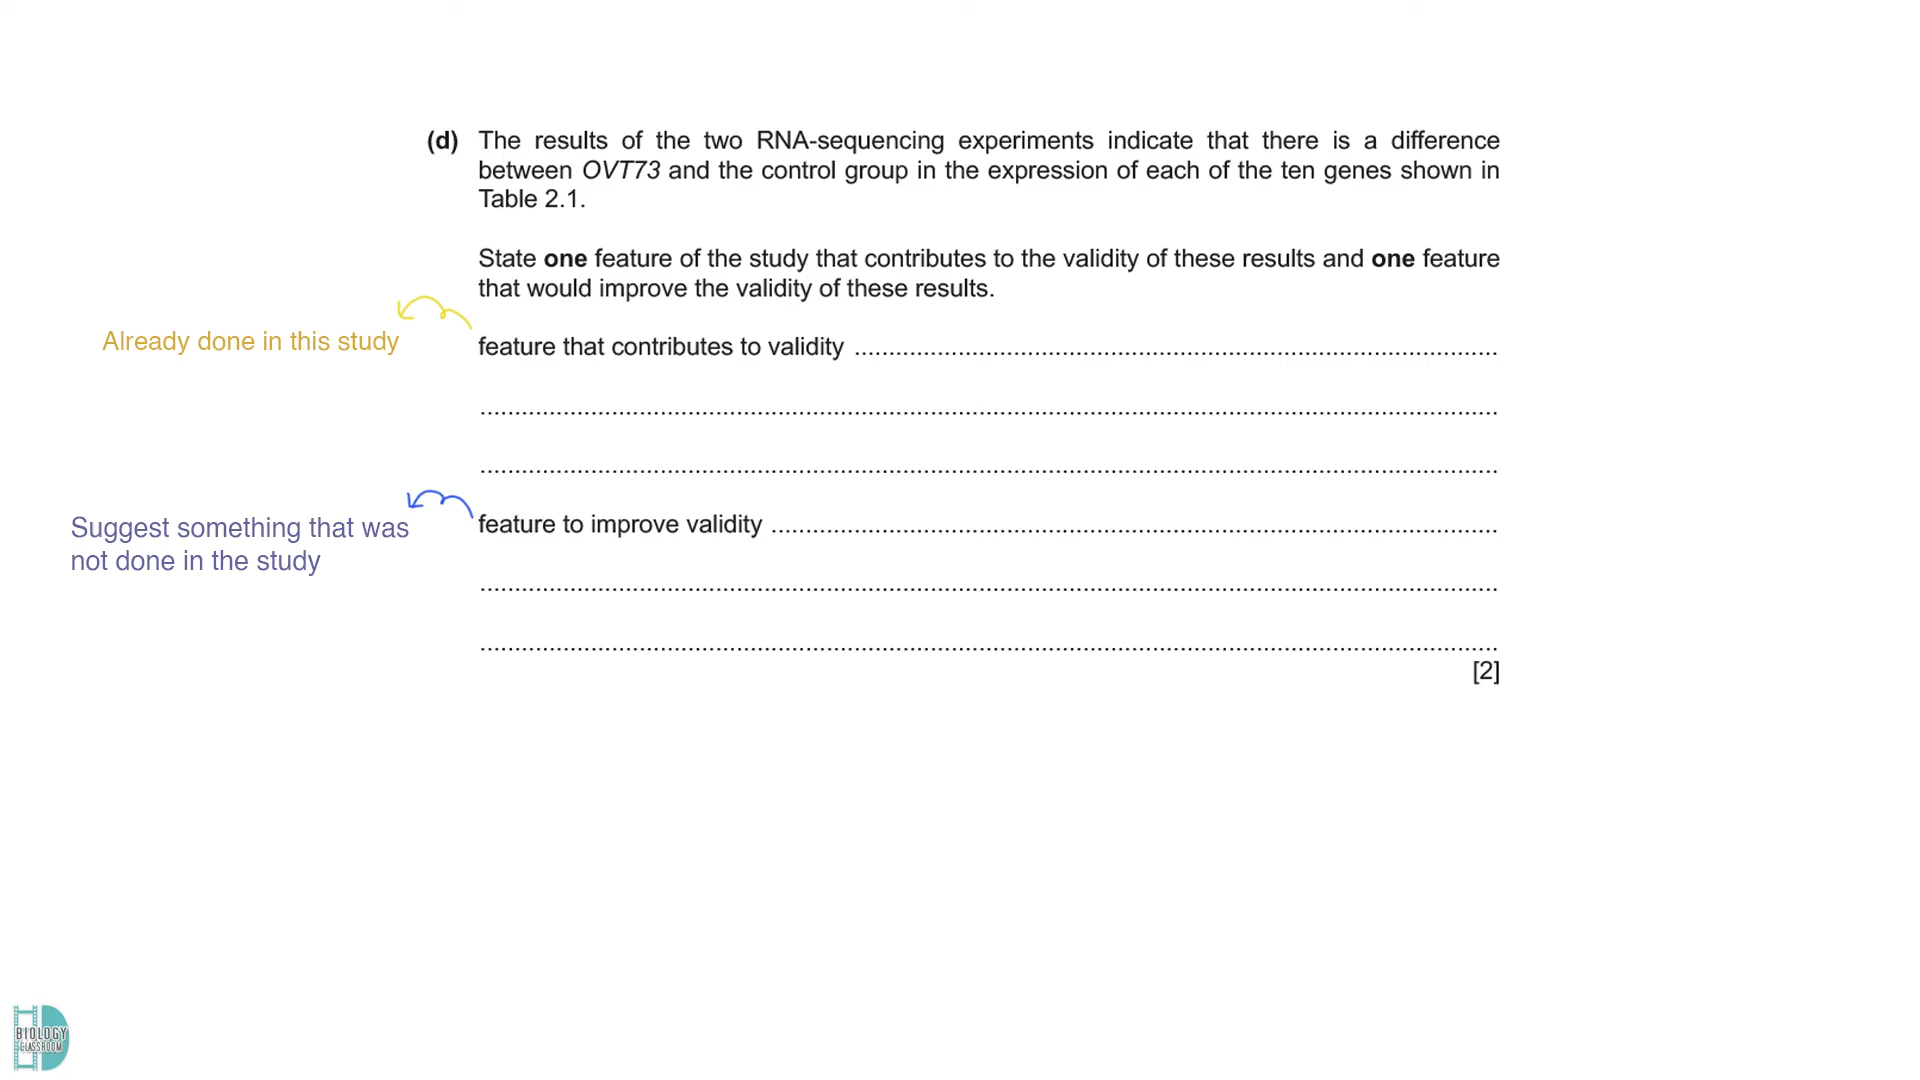 (d) The results of the two RNA-sequencing experiments indicate that there is a difference
between OVT73 and the control group in the expression of each of the ten genes shown in
Table 2.1.
State one feature of the study that contributes to the validity of these results and one feature
that would improve the validity of these results.
Already done in this study
feature that contributes to validity ................................................................................................
................................................................................................................................................
................................................................................................................................................
Suggest something that was
not done in the study
feature to improve validity ............................................................................................................
................................................................................................................................................
................................................................................................................................................
[2]
BIOLOGY
CLASSROOM